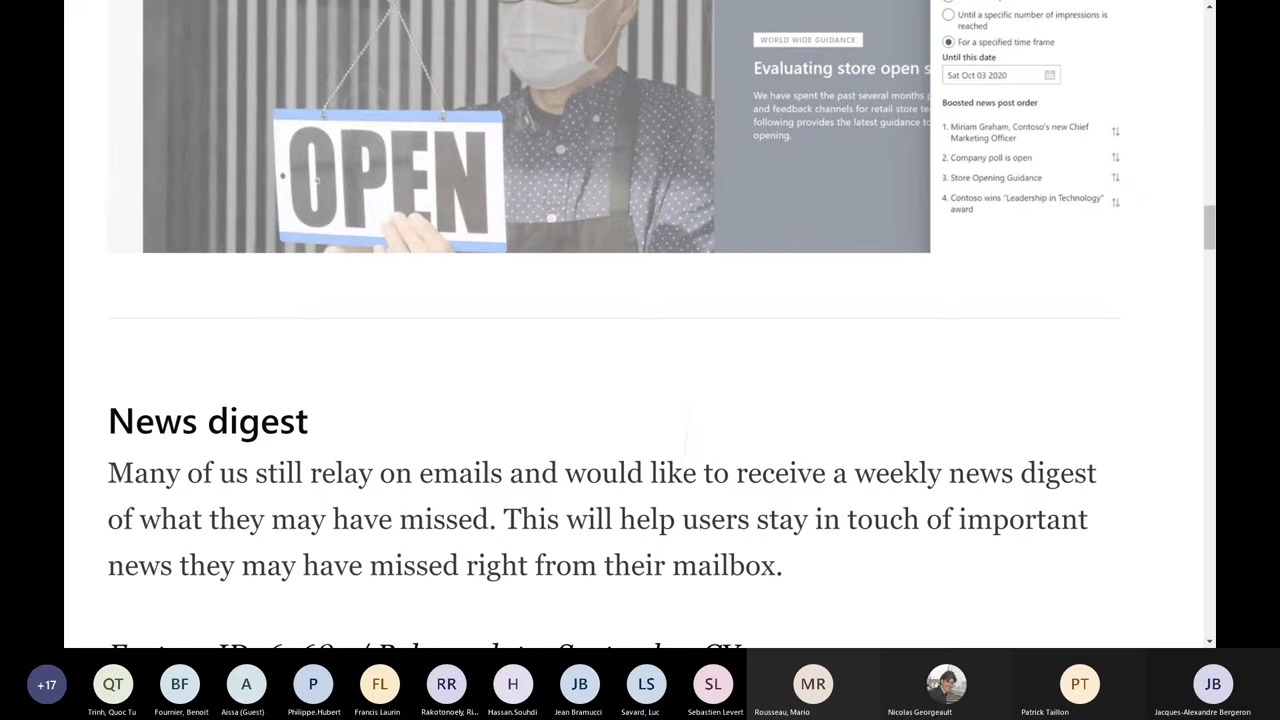 Until a specific number of impressions is
reached
WORLD WIDE GUIDANCE
For a specified time frame
Until this date
Evaluating store open s
Sat Oct 03 2020
We have spent the past several months p
and feedback channels for retail store te
following provides the latest guidance to
opening.
Boosted news post order
1. Miriam Graham, Contoso's new Chief
Marketing Officer
2. Company poll is open
3. Store Opening Guidance
4. Contoso wins "Leadership in Technology"
award
OPEN
News digest
Many of us still relay on emails and would like to receive a weekly news digest
of what they may have missed. This will help users stay in touch of important
news they may have missed right from their mailbox.
+17
QT
BF
A
P
FL
RR
H
JB
LS
SL
MR
PT
JB
Trinh, Quoc Tu
Fournier, Benoit
Aissa (Guest)
Philippe.Hubert
Francis Laurin
Rakotonoely, Ri...
Hassan.Souhdi
Jean Bramucci
Savard, Luc
Sebastien Levert
Rousseau, Mario
Nicolas Georgeault
Patrick Taillon
Jacques-Alexandre Bergeron